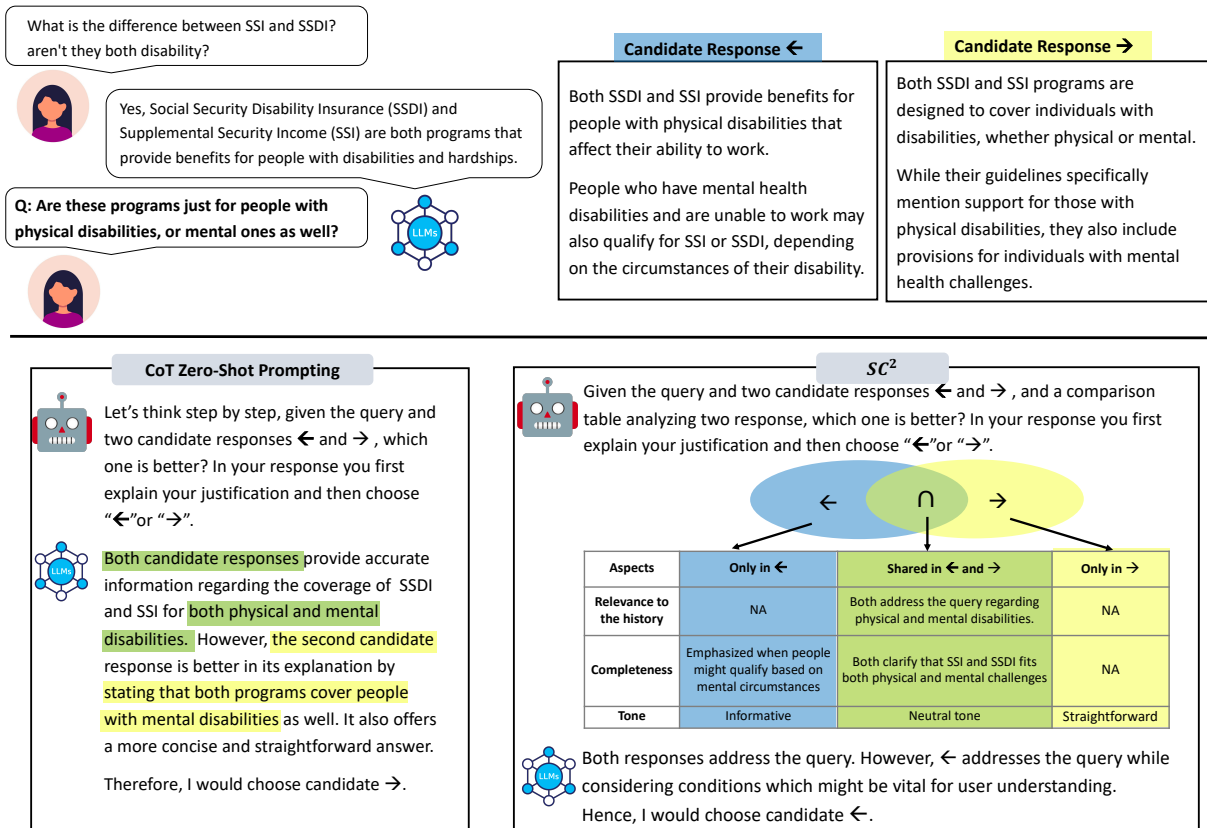 What is the difference between SSI and SSDI?
aren't they both disability?
Yes, Social Security Disability Insurance (SSDI) and
Supplemental Security Income (SSI) are both programs that
provide benefits for people with disabilities and hardships.
Q: Are these programs just for people with
physical disabilities, or mental ones as well?
LLMs
Candidate Response ←
Both SSDI and SSI provide benefits for
people with physical disabilities that
affect their ability to work.
People who have mental health
disabilities and are unable to work may
also qualify for SSI or SSDI, depending
on the circumstances of their disability.
Candidate Response →
Both SSDI and SSI programs are
designed to cover individuals with
disabilities, whether physical or mental.
While their guidelines specifically
mention support for those with
physical disabilities, they also include
provisions for individuals with mental
health challenges.
CoT Zero-Shot Prompting
Let's think step by step, given the query and
two candidate responses ← and → , which
one is better? In your response you first
explain your justification and then choose
“←”or “→”.
LLMs
Both candidate responses provide accurate
information regarding the coverage of SSDI
and SSI for both physical and mental
disabilities. However, the second candidate
response is better in its explanation by
stating that both programs cover people
with mental disabilities as well. It also offers
a more concise and straightforward answer.
Therefore, I would choose candidate →.
SC²
Given the query and two candidate responses ← and → , and a comparison
table analyzing two response, which one is better? In your response you first
explain your justification and then choose “←”or “→”.
← ∩ →
Aspects Only in ← Shared in ← and → Only in →
Relevance to
the history
NA
Both address the query regarding
physical and mental disabilities.
NA
Completeness
Emphasized when people
might qualify based on
mental circumstances
Both clarify that SSI and SSDI fits
both physical and mental challenges
NA
Tone Informative Neutral tone Straightforward
LLMs
Both responses address the query. However, ← addresses the query while
considering conditions which might be vital for user understanding.
Hence, I would choose candidate ←.